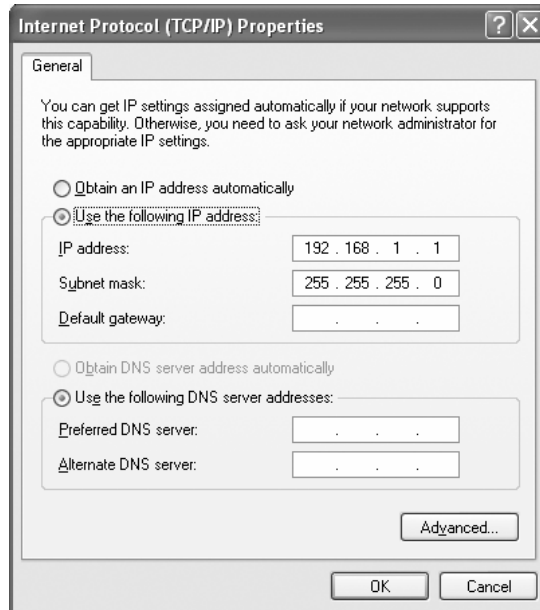 Internet Protocol (TCP/IP) Properties
General
You can get IP settings assigned automatically if your network supports
this capability. Otherwise, you need to ask your network administrator for
the appropriate IP settings.
Obtain an IP address automatically
Use the following IP address:
IP address: 192 . 168 . 1 . 1
Subnet mask: 255 . 255 . 255 . 0
Default gateway: . . .
Obtain DNS server address automatically
Use the following DNS server addresses:
Preferred DNS server: . . .
Alternate DNS server: . . .
Advanced...
OK Cancel